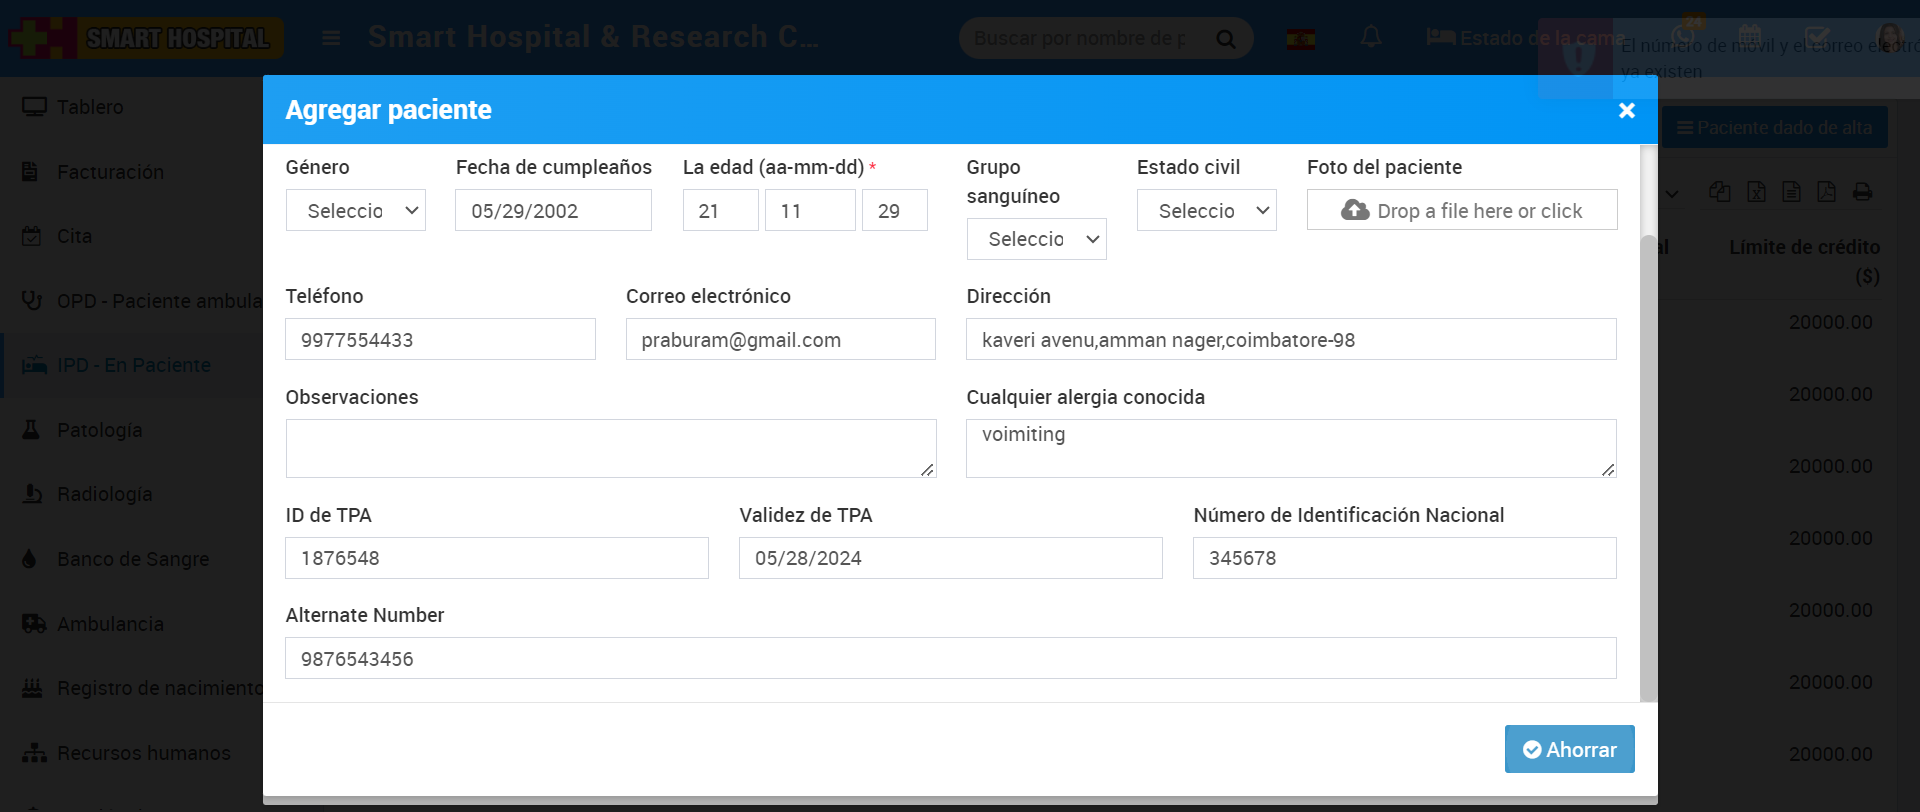 SMART HOSPITAL
Smart Hospital & Research C...
Buscar por nombre de p
Estado de la cama
24
El número de móvil y el correo electró
ya existen
Tablero
Facturación
Cita
OPD - Paciente ambula
IPD - En Paciente
Patología
Radiología
Banco de Sangre
Ambulancia
Registro de nacimiento
Recursos humanos
Agregar paciente
×
Paciente dado de alta
Género
Fecha de cumpleaños
La edad (aa-mm-dd) *
Grupo
sanguíneo
Estado civil
Foto del paciente
Seleccio
05/29/2002
21
11
29
Seleccio
Seleccio
Drop a file here or click
Teléfono
Correo electrónico
Dirección
9977554433
praburam@gmail.com
kaveri avenu,amman nager,coimbatore-98
Observaciones
Cualquier alergia conocida
voimiting
ID de TPA
Validez de TPA
Número de Identificación Nacional
1876548
05/28/2024
345678
Alternate Number
9876543456
Ahorrar
al
Límite de crédito
($)
20000.00
20000.00
20000.00
20000.00
20000.00
20000.00
20000.00